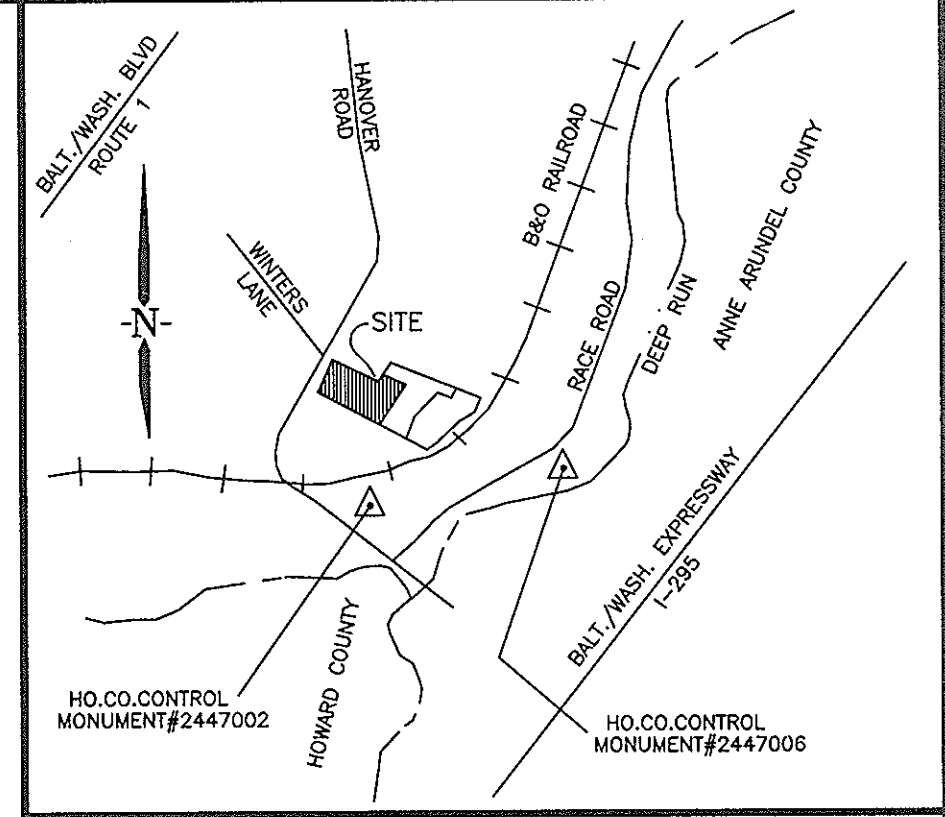 BALT./WASH. BLVD
ROUTE 1
HANOVER
ROAD
B&O RAILROAD
ANNE ARUNDEL COUNTY
WINTERS
LANE
-N-
SITE
RACE ROAD
DEEP RUN
BALT./WASH. EXPRESSWAY
I-295
HO.CO.CONTROL
MONUMENT#2447002
HOWARD COUNTY
HO.CO.CONTROL
MONUMENT#2447006